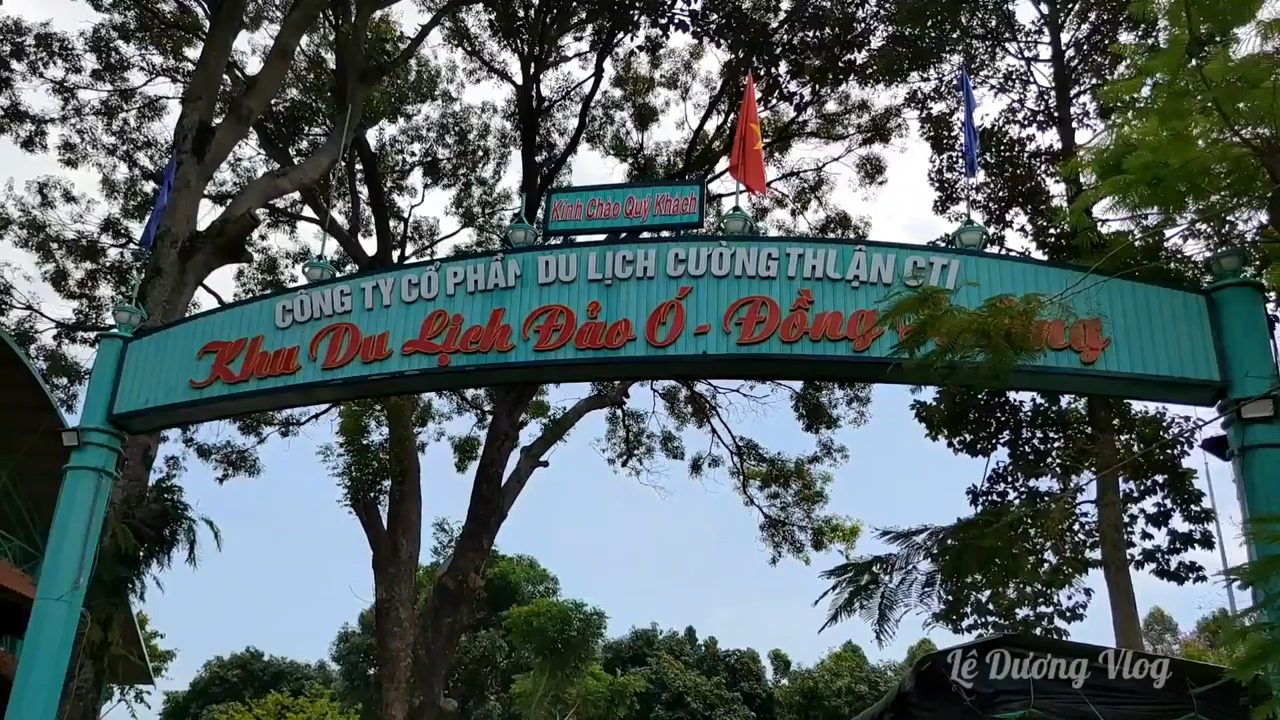 Kính Chào Quý Khách
CÔNG TY CỔ PHẦN DU LỊCH CƯỜNG THUẬN CTI
Khu Du Lịch Đảo Ó - Đồng
Lê Dương Vlog